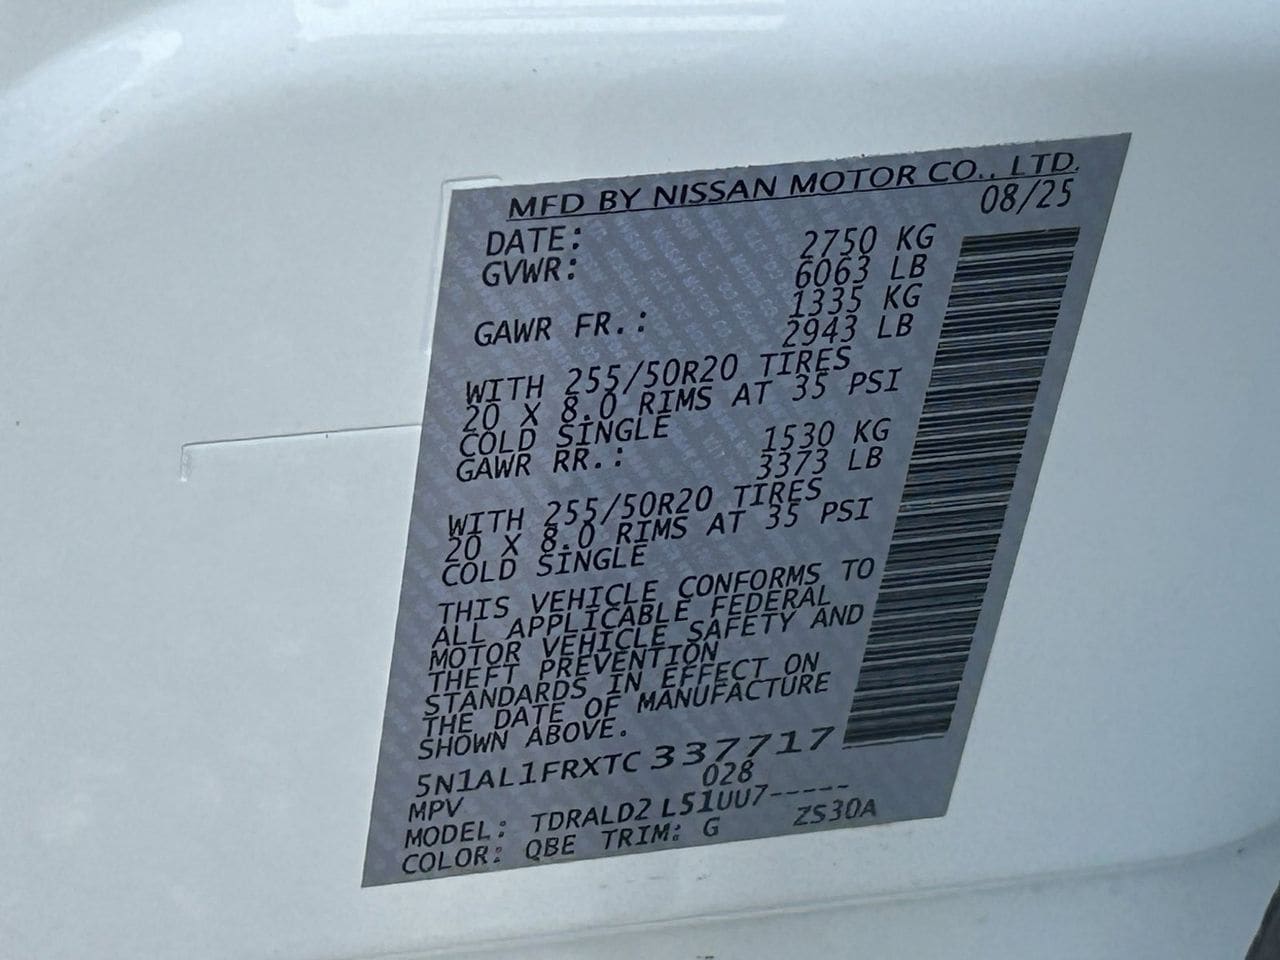 MFD BY NISSAN MOTOR CO., LTD.
DATE: 08/25
GVWR: 2750 KG
6063 LB
GAWR FR.: 1335 KG
2943 LB
WITH 255/50R20 TIRES
20 X 8.0 RIMS AT 35 PSI
COLD SINGLE
GAWR RR.: 1530 KG
3373 LB
WITH 255/50R20 TIRES
20 X 8.0 RIMS AT 35 PSI
COLD SINGLE
THIS VEHICLE CONFORMS TO
ALL APPLICABLE FEDERAL
MOTOR VEHICLE SAFETY AND
THEFT PREVENTION
STANDARDS IN EFFECT ON
THE DATE OF MANUFACTURE
SHOWN ABOVE.
5N1AL1FRXTC337717
MPV 028
MODEL: TDRALD2 L51UU7-----
COLOR: QBE TRIM: G ZS30A